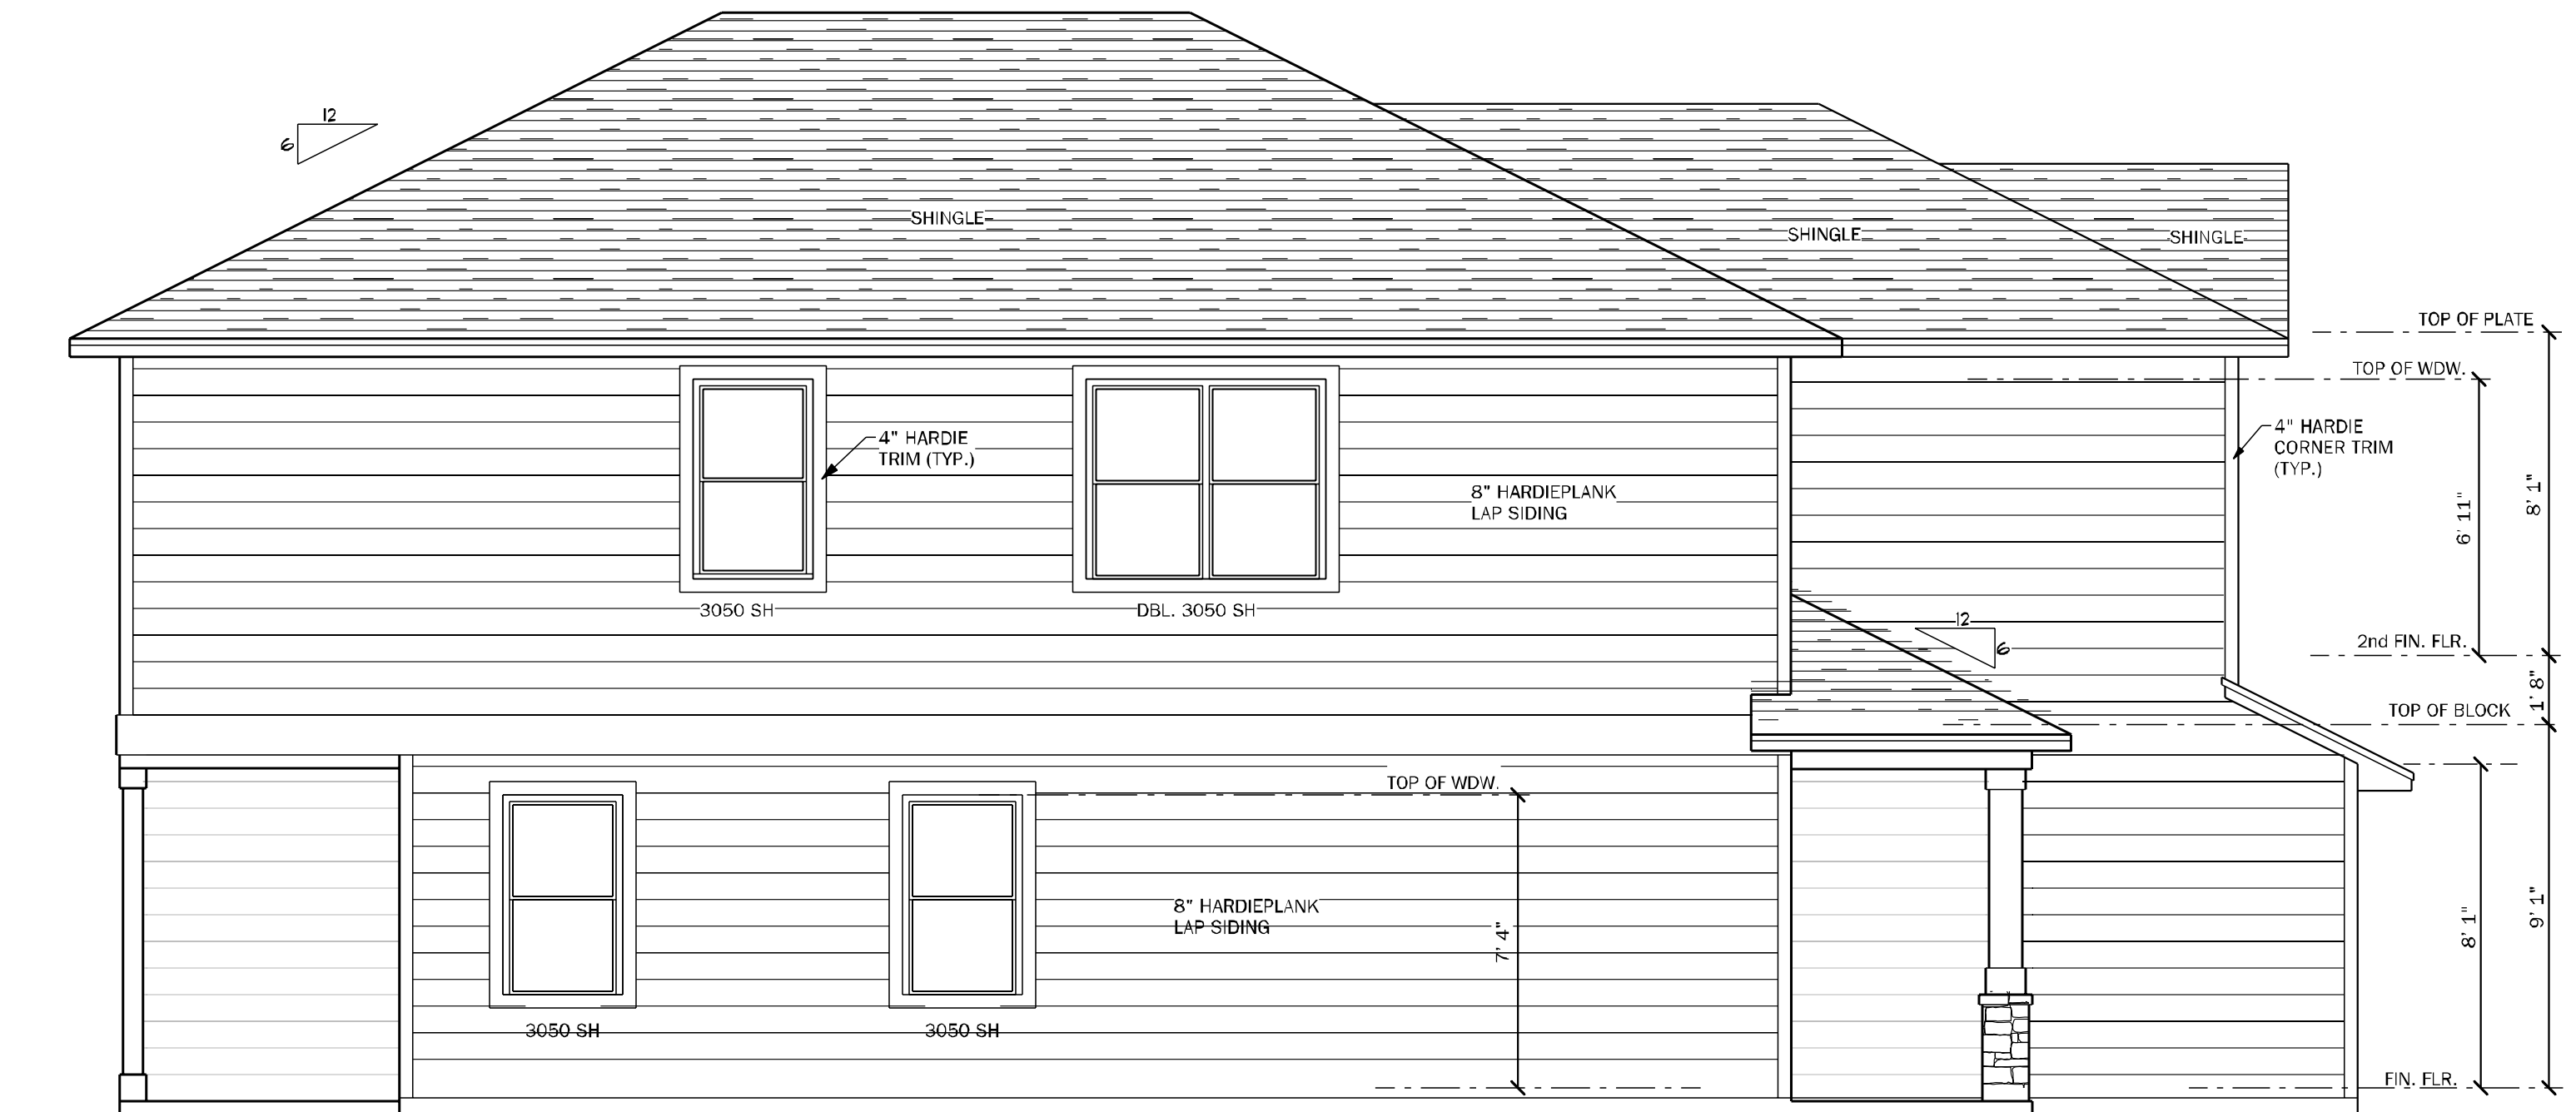 12
6
SHINGLE
SHINGLE
SHINGLE
TOP OF PLATE
TOP OF WDW.
4" HARDIE
TRIM (TYP.)
4" HARDIE
CORNER TRIM
(TYP.)
8" HARDIEPLANK
LAP SIDING
6' 11"
8' 1"
3050 SH
DBL. 3050 SH
12
6
2nd FIN. FLR.
1' 8"
TOP OF BLOCK
TOP OF WDW.
8" HARDIEPLANK
LAP SIDING
7' 4"
8' 1"
9' 1"
3050 SH
3050 SH
FIN. FLR.